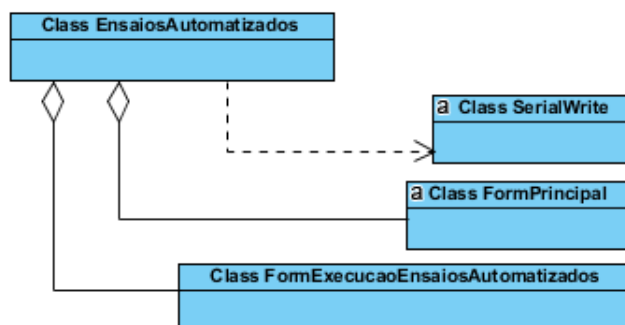 Class EnsaiosAutomatizados
a Class SerialWrite
a Class FormPrincipal
Class FormExecucaoEnsaiosAutomatizados